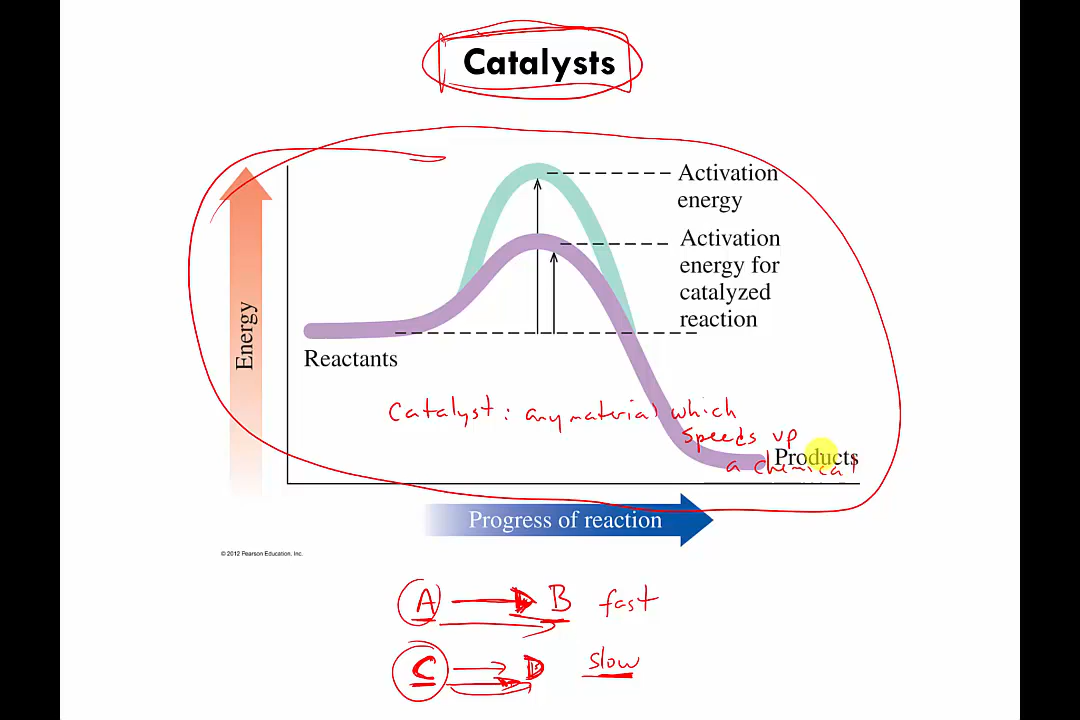 Catalysts
Activation
energy
Activation
energy for
catalyzed
reaction
Energy
Reactants
Catalyst: any material which
speeds up
Products
a chemical
Progress of reaction
© 2012 Pearson Education, Inc.
A B fast
C D slow